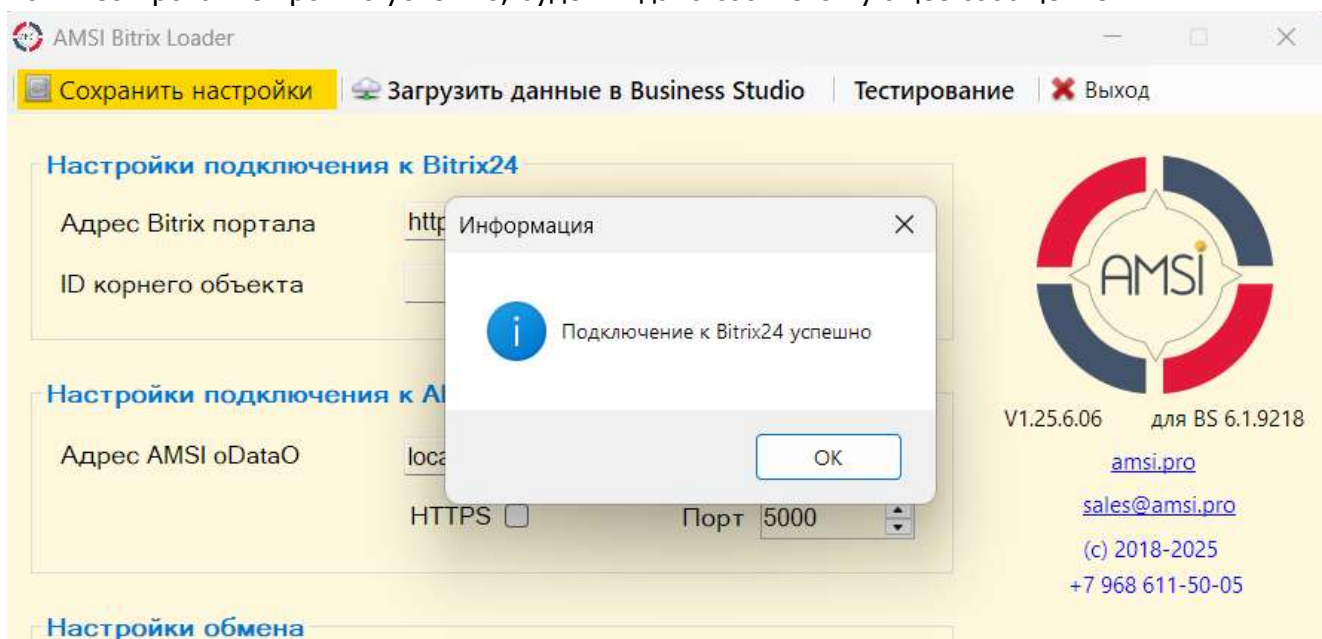 AMSI Bitrix Loader
Сохранить настройки Загрузить данные в Business Studio Тестирование Выход
Настройки подключения к Bitrix24
Адрес Bitrix портала http
ID корнего объекта
Информация
Подключение к Bitrix24 успешно
OK
AMSI
Настройки подключения к
Адрес AMSI oDataO loca
HTTPS Порт 5000
V1.25.6.06 для BS 6.1.9218
amsi.pro
sales@amsi.pro
(c) 2018-2025
+7 968 611-50-05
Настройки обмена